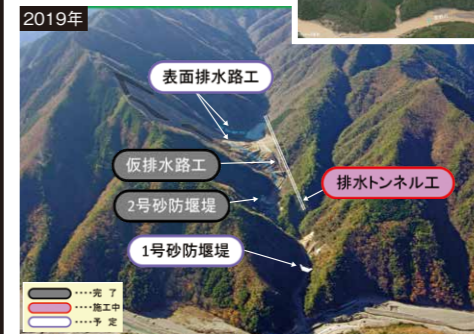 2019年
表面排水路工
仮排水路工
排水トンネル工
2号砂防堰堤
1号砂防堰堤
････完 了
････施工中
････予 定